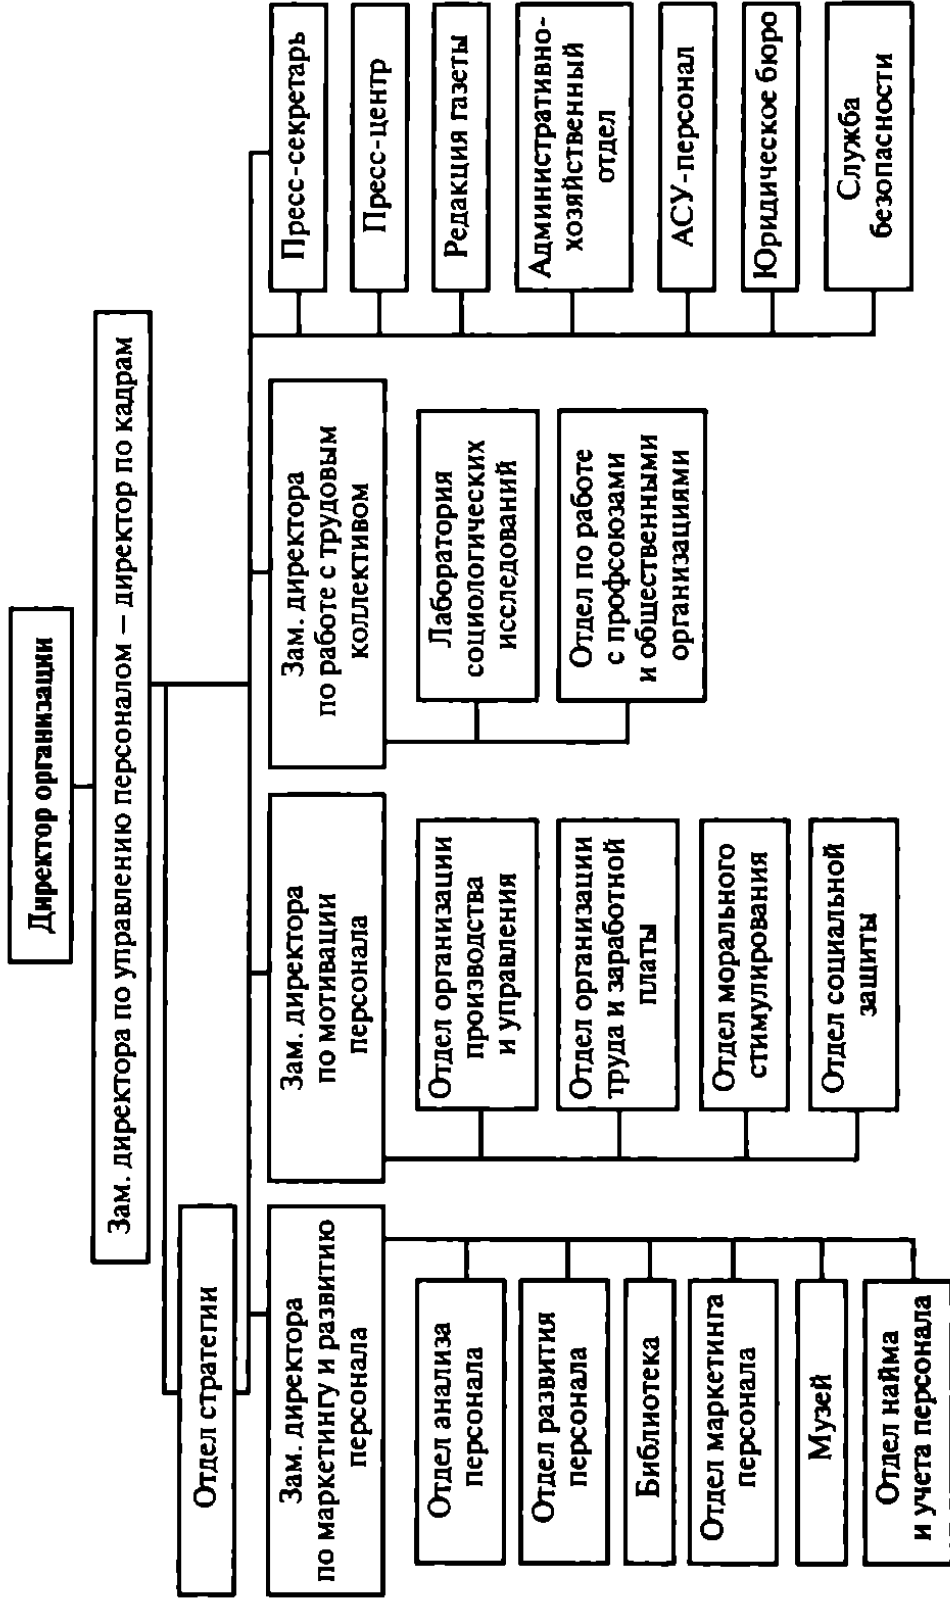 Директор организации
Зам. директора по управлению персоналом — директор по кадрам
Отдел стратегии
Зам. директора
по маркетингу и развитию
персонала
Отдел анализа
персонала
Отдел развития
персонала
Библиотека
Отдел маркетинга
персонала
Музей
Отдел найма
и учета персонала
Зам. директора
по мотивации
персонала
Отдел организации
производства
и управления
Отдел организации
труда и заработной
платы
Отдел морального
стимулирования
Отдел социальной
защиты
Зам. директора
по работе с трудовым
коллективом
Лаборатория
социологических
исследований
Отдел по работе
с профсоюзами
и общественными
организациями
Пресс-секретарь
Пресс-центр
Редакция газеты
Административно-
хозяйственный
отдел
АСУ-персонал
Юридическое бюро
Служба
безопасности